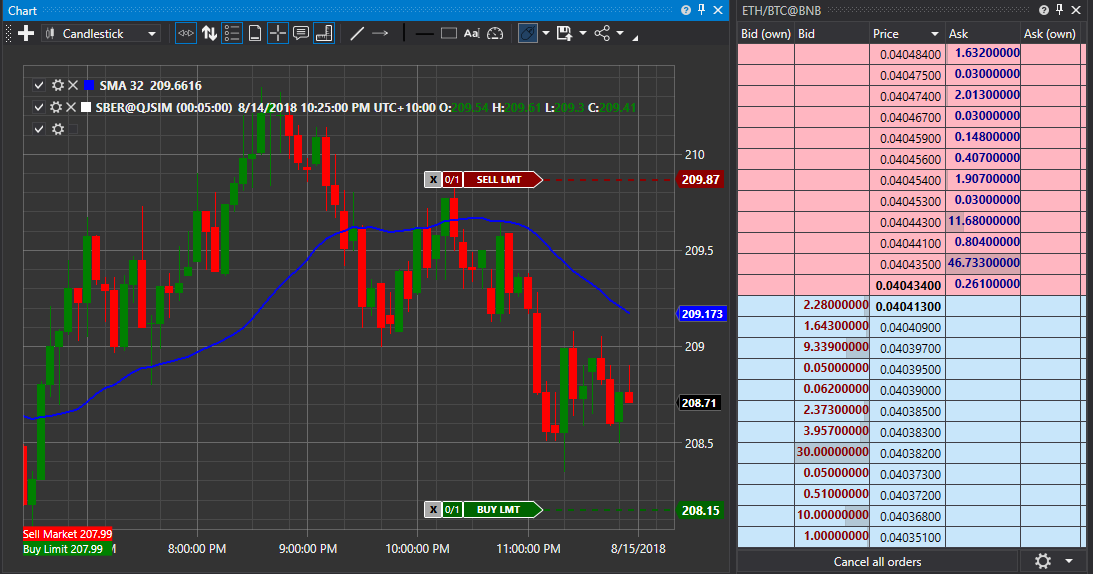 Chart
Candlestick
Aa
SMA 32 209.6616
SBER@QJSIM (00:05:00) 8/14/2018 10:25:00 PM UTC+10:00 O:209.54 H:209.61 L:209.3 C:209.41
210
X 0/1 SELL LMT 209.87
209.5
209.173
209
208.71
208.5
X 0/1 BUY LMT 208.15
Sell Market 207.99
Buy Limit 207.99
8:00:00 PM 9:00:00 PM 10:00:00 PM 11:00:00 PM 8/15/2018
ETH/BTC@BNB
Bid (own) Bid Price Ask Ask (own)
0.04048400 1.63200000
0.04047500 0.03000000
0.04047400 2.01300000
0.04046700 0.03000000
0.04045900 0.14800000
0.04045600 0.40700000
0.04045400 1.90700000
0.04045300 0.03000000
0.04044300 11.68000000
0.04044100 0.80400000
0.04043500 46.73300000
0.04043400 0.26100000
2.28000000 0.04041300
1.64300000 0.04040900
9.33900000 0.04039700
0.05000000 0.04039500
0.06200000 0.04039000
2.37300000 0.04038500
3.95700000 0.04038300
30.00000000 0.04038200
0.05000000 0.04037300
0.51000000 0.04037200
10.00000000 0.04036800
1.00000000 0.04035100
Cancel all orders